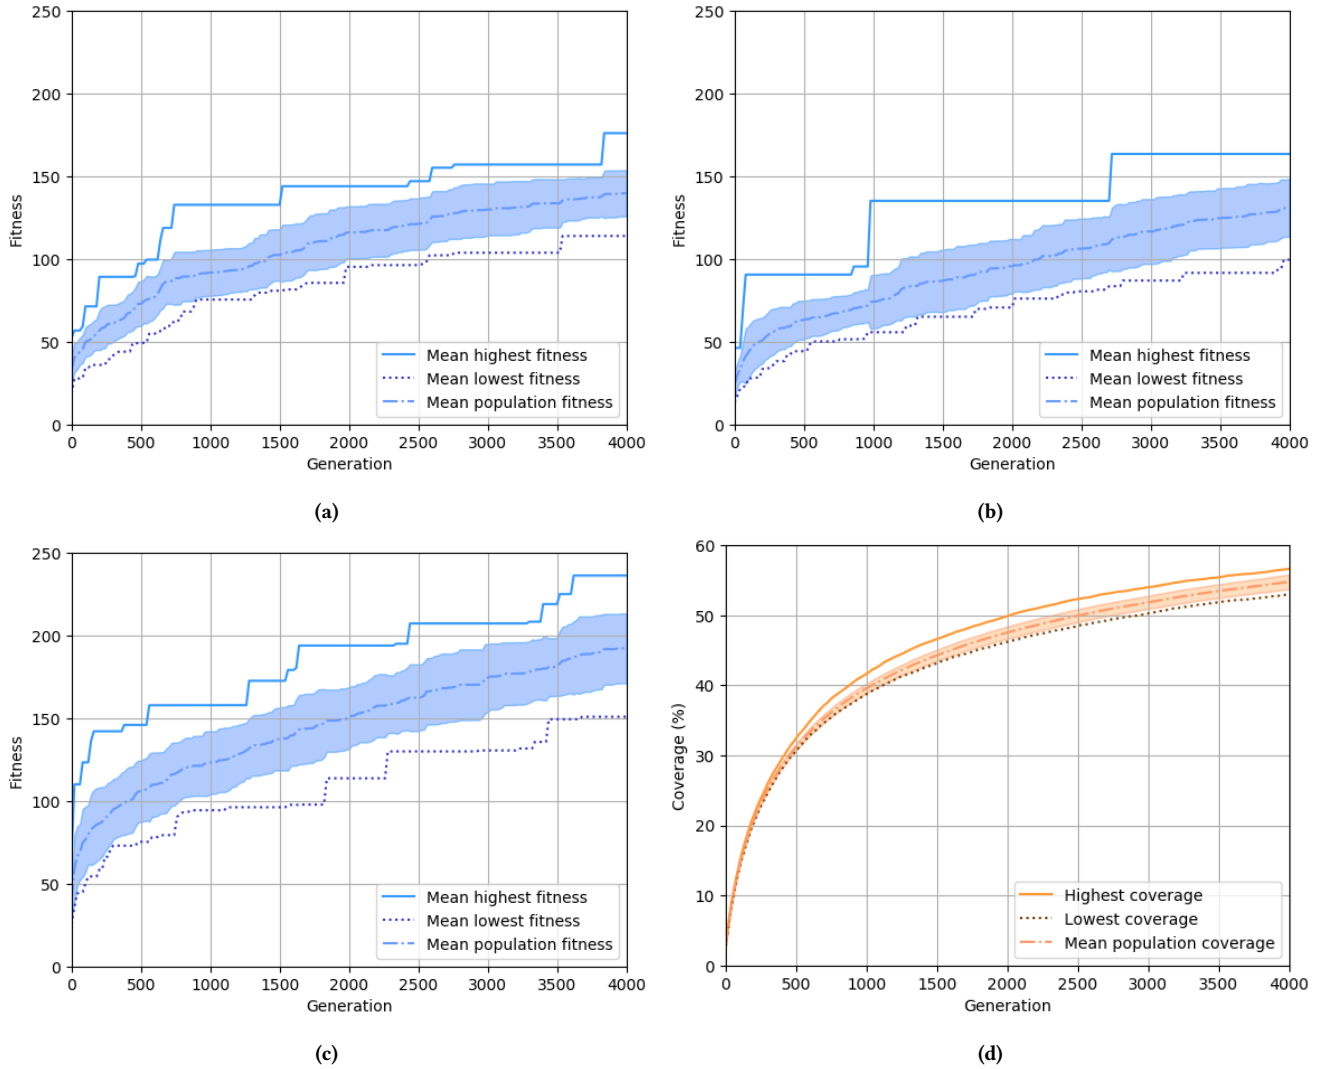 250
200
150
100
50
0
Fitness
Mean highest fitness
Mean lowest fitness
Mean population fitness
0 500 1000 1500 2000 2500 3000 3500 4000
Generation
(a)
250
200
150
100
50
0
Fitness
Mean highest fitness
Mean lowest fitness
Mean population fitness
0 500 1000 1500 2000 2500 3000 3500 4000
Generation
(b)
250
200
150
100
50
0
Fitness
Mean highest fitness
Mean lowest fitness
Mean population fitness
0 500 1000 1500 2000 2500 3000 3500 4000
Generation
(c)
60
50
40
30
20
10
0
Coverage (%)
Highest coverage
Lowest coverage
Mean population coverage
0 500 1000 1500 2000 2500 3000 3500 4000
Generation
(d)